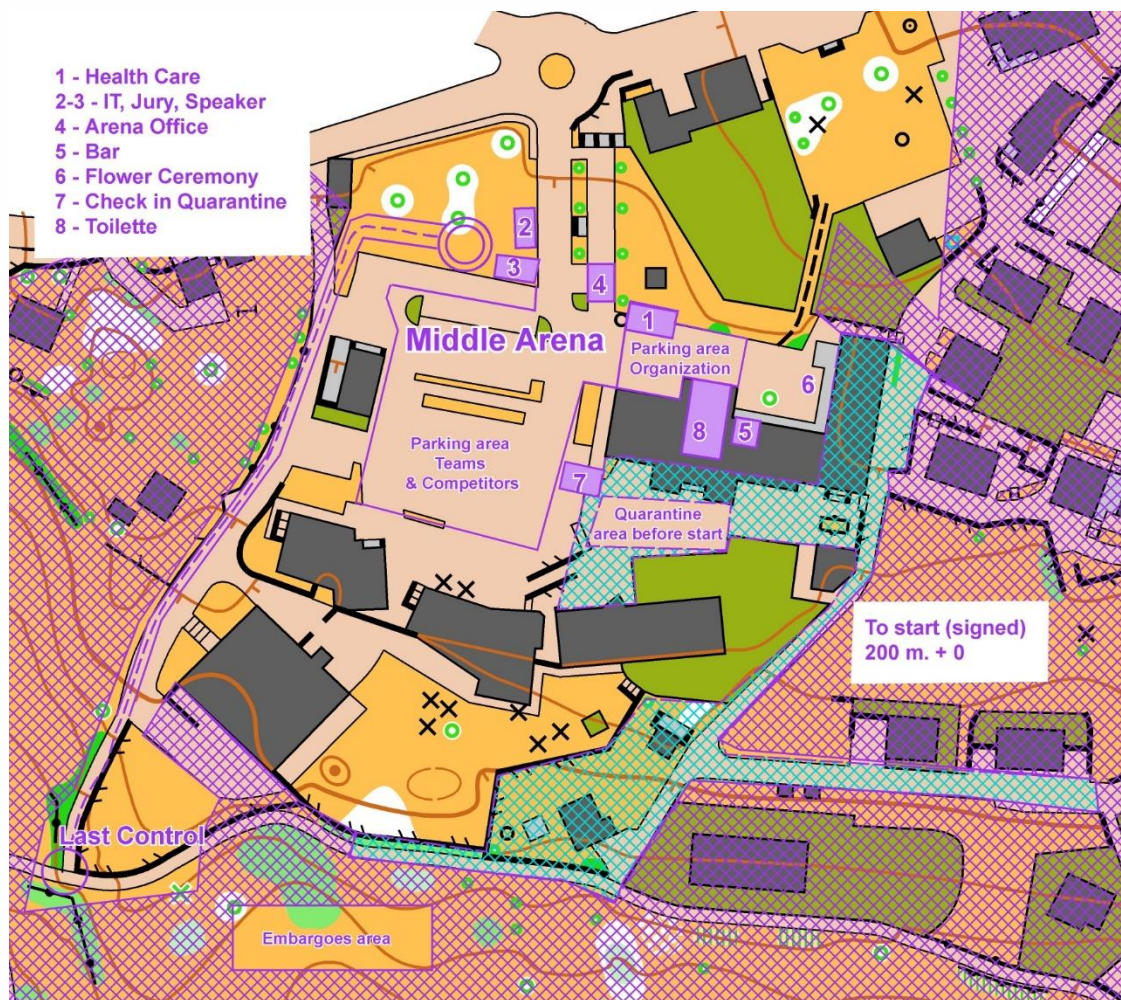 1 - Health Care
2-3 - IT, Jury, Speaker
4 - Arena Office
5 - Bar
6 - Flower Ceremony
7 - Check in Quarantine
8 - Toilette
2
3
4
1
Middle Arena
Parking area
Organization
6
8
5
Parking area
Teams
& Competitors
7
Quarantine
area before start
To start (signed)
200 m. + 0
Last Control
Embargoes area